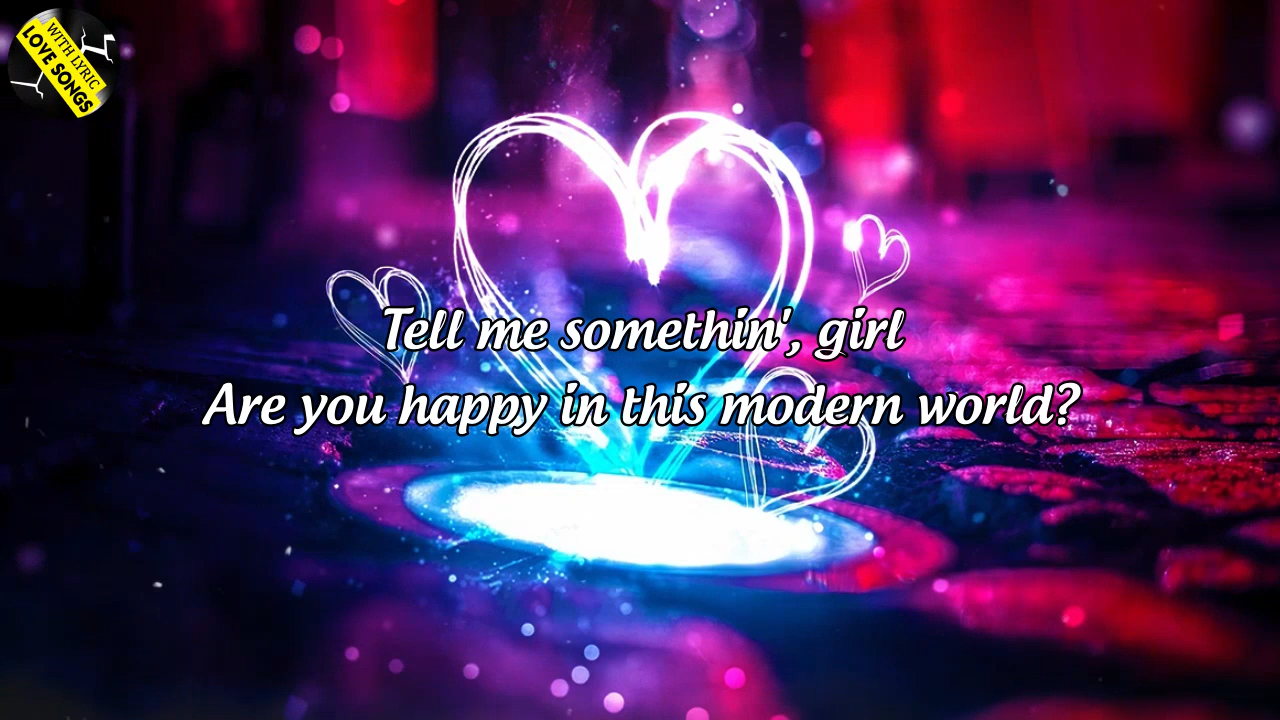 WITH LYRIC
LOVE SONGS
Tell me somethin', girl
Are you happy in this modern world?